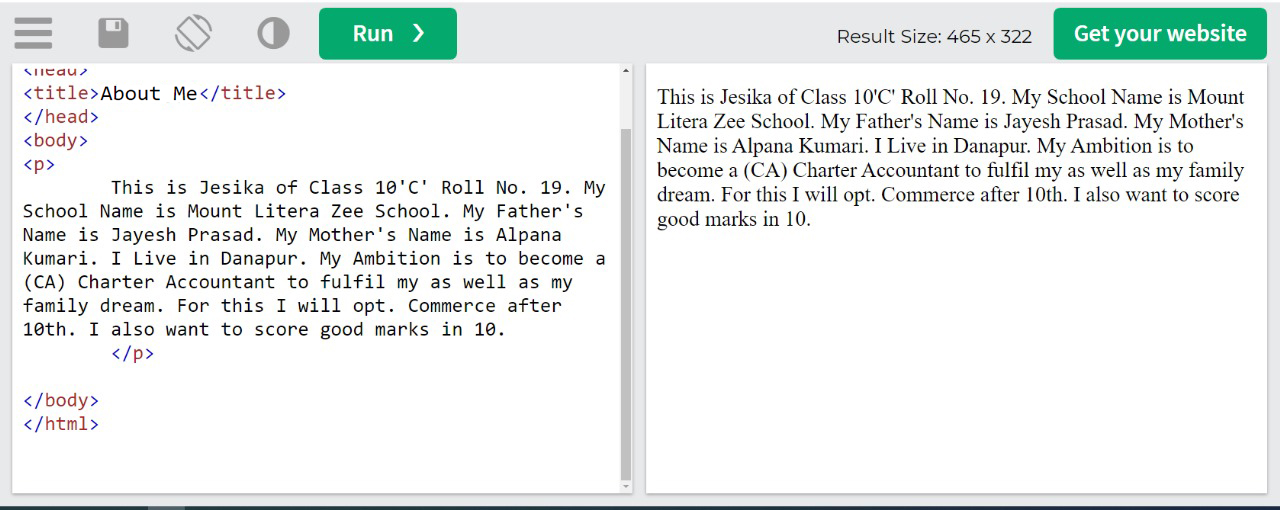 Run ❯
Result Size: 465 x 322
Get your website
<head>
<title>About Me</title>
</head>
<body>
<p>
This is Jesika of Class 10'C' Roll No. 19. My
School Name is Mount Litera Zee School. My Father's
Name is Jayesh Prasad. My Mother's Name is Alpana
Kumari. I Live in Danapur. My Ambition is to become a
(CA) Charter Accountant to fulfil my as well as my
family dream. For this I will opt. Commerce after
10th. I also want to score good marks in 10.
</p>
</body>
</html>
This is Jesika of Class 10'C' Roll No. 19. My School Name is Mount
Litera Zee School. My Father's Name is Jayesh Prasad. My Mother's
Name is Alpana Kumari. I Live in Danapur. My Ambition is to
become a (CA) Charter Accountant to fulfil my as well as my family
dream. For this I will opt. Commerce after 10th. I also want to score
good marks in 10.